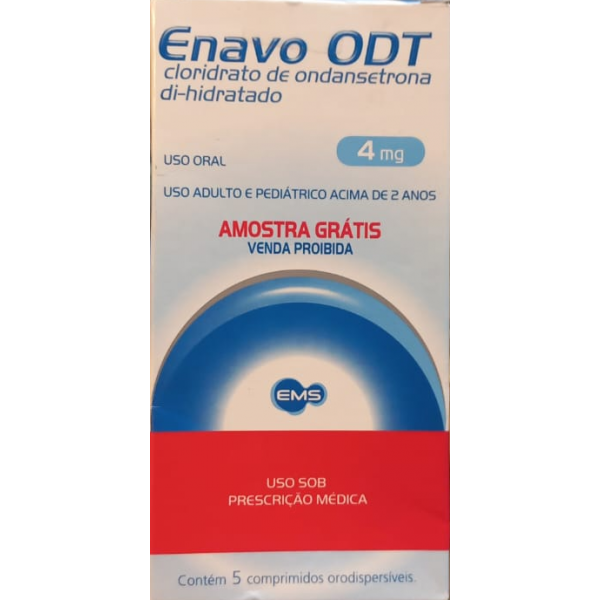 Enavo ODT
cloridrato de ondansetrona
di-hidratado
4 mg
USO ORAL
USO ADULTO E PEDIÁTRICO ACIMA DE 2 ANOS
AMOSTRA GRÁTIS
VENDA PROIBIDA
EMS
USO SOB
PRESCRIÇÃO MÉDICA
Contém 5 comprimidos orodispersíveis.